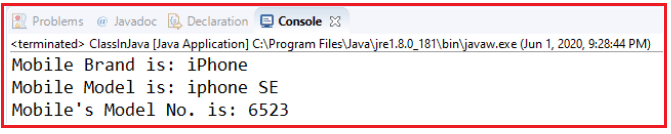 Problems @ Javadoc Declaration Console
<terminated> ClassInJava [Java Application] C:\Program Files\Java\jre1.8.0_181\bin\javaw.exe (Jun 1, 2020, 9:28:44 PM)
Mobile Brand is: iPhone
Mobile Model is: iphone SE
Mobile's Model No. is: 6523